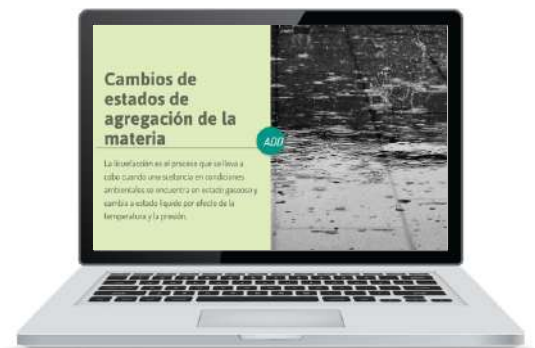 Cambios de
estados de
agregación de la
materia
ADD
La licuefacción es el proceso que se lleva a
cabo cuando una sustancia en condiciones
ambientales se encuentra en estado gaseoso y
cambia a estado líquido por efecto de la
temperatura y la presión.